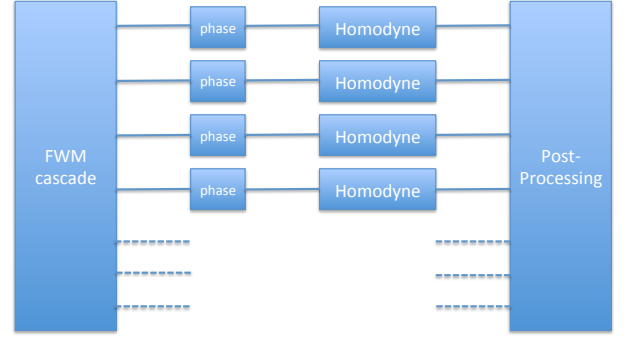 phase
Homodyne
phase
Homodyne
phase
Homodyne
phase
Homodyne
FWM
cascade
Post-
Processing